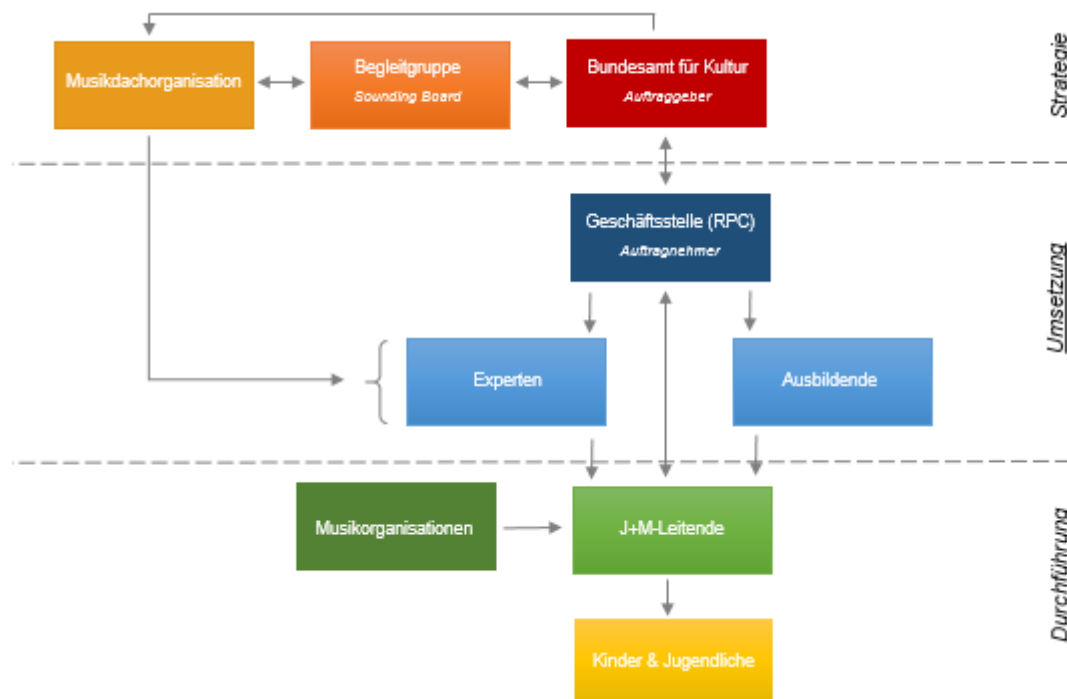 Musikdachorganisation
Begleitgruppe
Sounding Board
Bundesamt für Kultur
Auftraggeber
Strategie
Geschäftsstelle (RPC)
Auftragnehmer
Umsetzung
Experten
Ausbildende
Musikorganisationen
J+M-Leitende
Durchführung
Kinder & Jugendliche